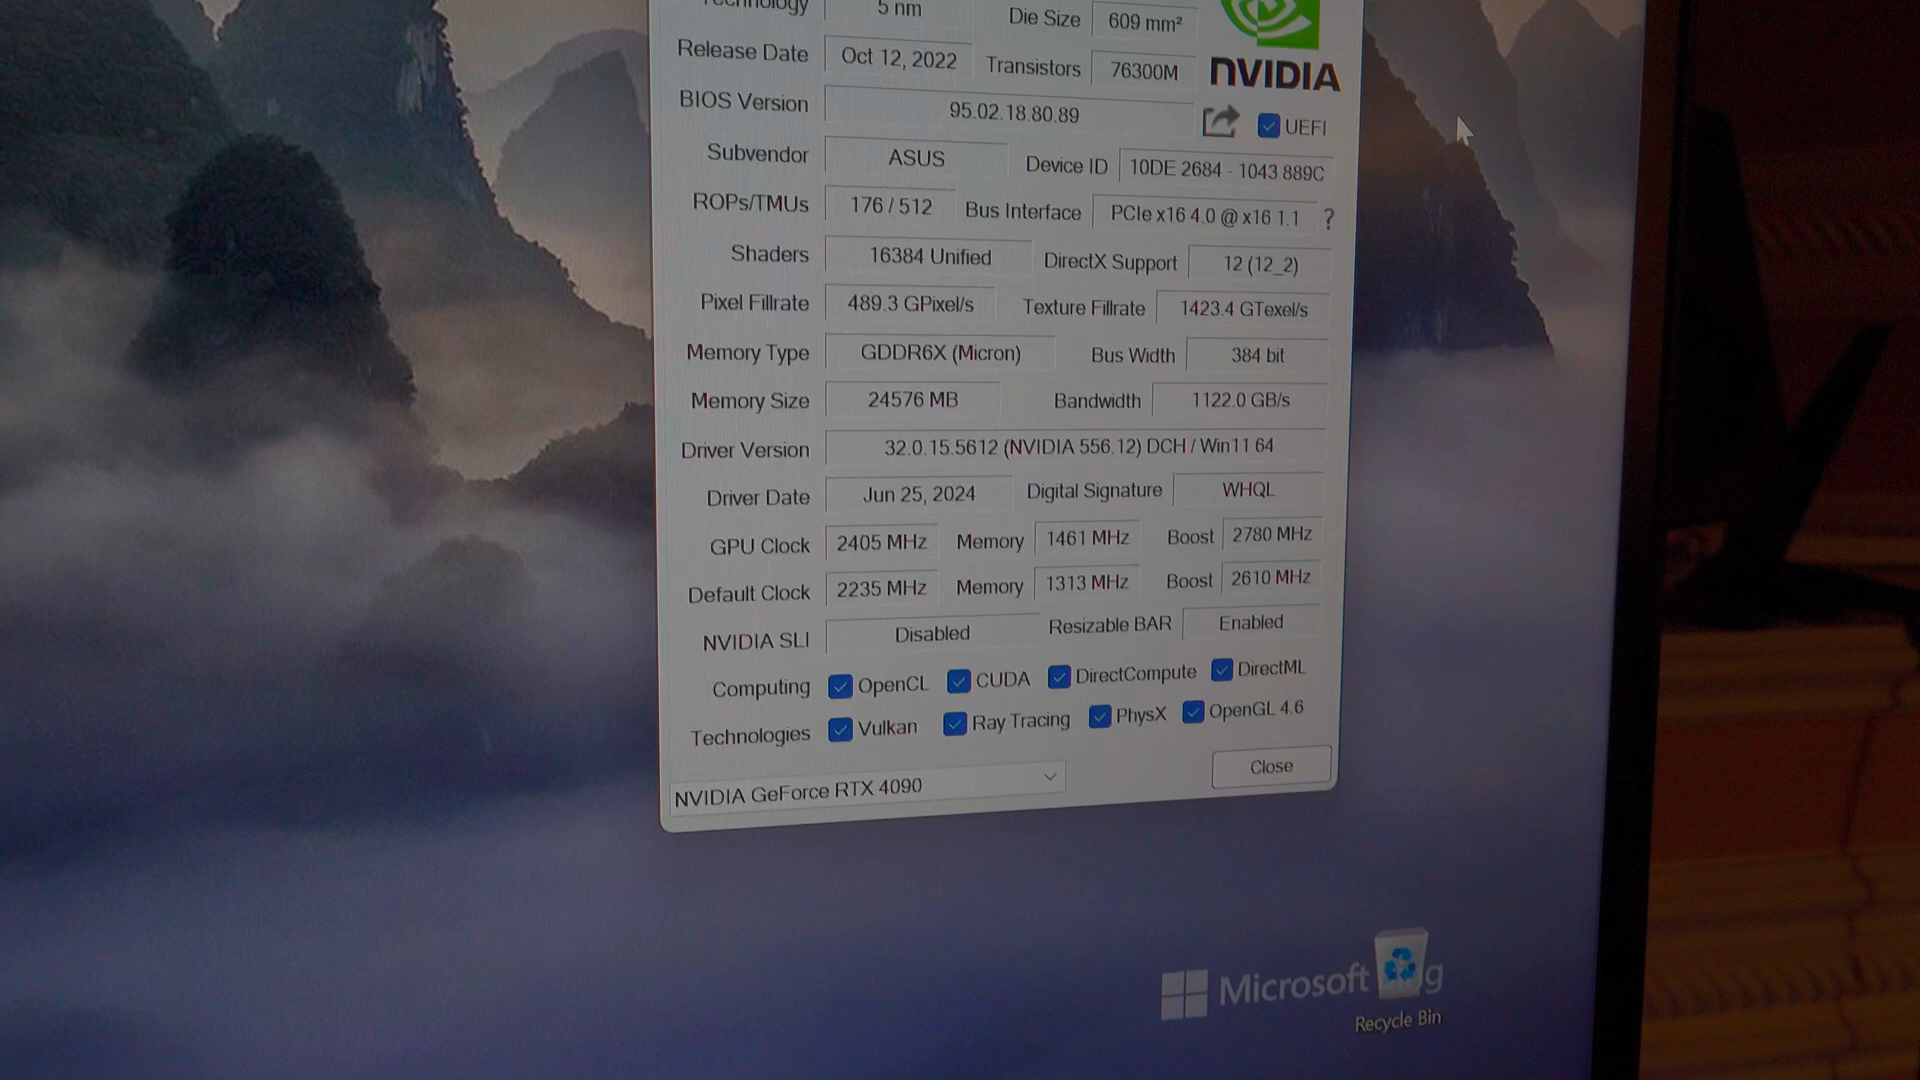 Technology 5 nm Die Size 609 mm²
Release Date Oct 12, 2022 Transistors 76300M
NVIDIA
BIOS Version 95.02.18.80.89 UEFI
Subvendor ASUS Device ID 10DE 2684 - 1043 889C
ROPs/TMUs 176 / 512 Bus Interface PCIe x16 4.0 @ x16 1.1 ?
Shaders 16384 Unified DirectX Support 12 (12_2)
Pixel Fillrate 489.3 GPixel/s Texture Fillrate 1423.4 GTexel/s
Memory Type GDDR6X (Micron) Bus Width 384 bit
Memory Size 24576 MB Bandwidth 1122.0 GB/s
Driver Version 32.0.15.5612 (NVIDIA 556.12) DCH / Win11 64
Driver Date Jun 25, 2024 Digital Signature WHQL
GPU Clock 2405 MHz Memory 1461 MHz Boost 2780 MHz
Default Clock 2235 MHz Memory 1313 MHz Boost 2610 MHz
NVIDIA SLI Disabled Resizable BAR Enabled
Computing OpenCL CUDA DirectCompute DirectML
Technologies Vulkan Ray Tracing PhysX OpenGL 4.6
NVIDIA GeForce RTX 4090 Close
Microsoft
Recycle Bin